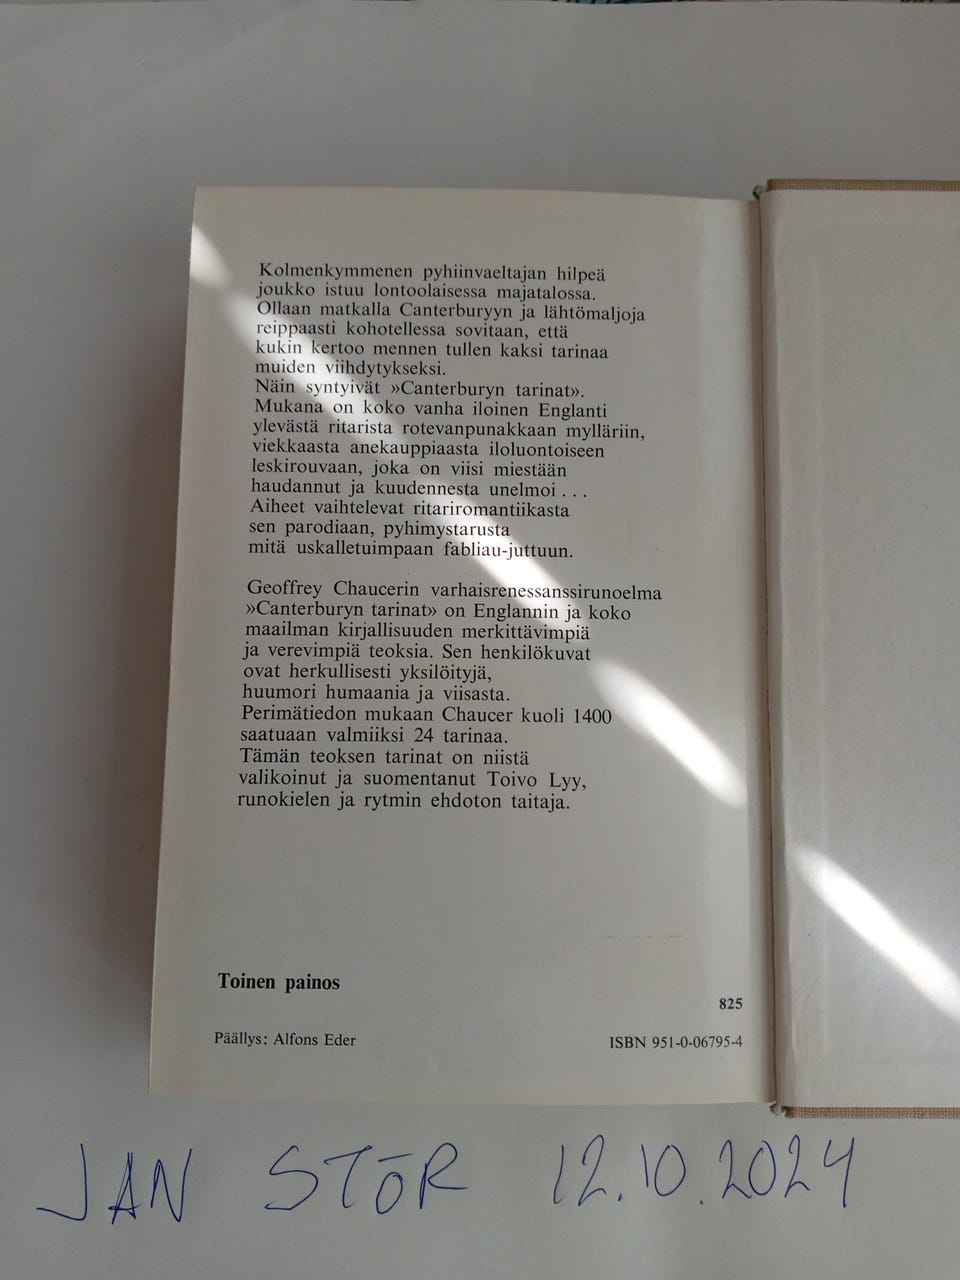 Kolmenkymmenen pyhiinvaeltajan hilpeä
joukko istuu lontoolaisessa majatalossa.
Ollaan matkalla Canterburyyn ja lähtömaljoja
reippaasti kohotellessa sovitaan, että
kukin kertoo mennen tullen kaksi tarinaa
muiden viihdytykseksi.
Näin syntyivät »Canterburyn tarinat».
Mukana on koko vanha iloinen Englanti
ylevästä ritarista rotevanpunakkaan mylläriin,
viekkaasta anekauppiaasta iloluontoiseen
leskirouvaan, joka on viisi miestään
haudannut ja kuudennesta unelmoi . . .
Aiheet vaihtelevat ritariromantiikasta
sen parodiaan, pyhimystarusta
mitä uskalletuimpaan fabliau-juttuun.
Geoffrey Chaucerin varhaisrenessanssirunoelma
»Canterburyn tarinat» on Englannin ja koko
maailman kirjallisuuden merkittävimpiä
ja verevimpiä teoksia. Sen henkilökuvat
ovat herkullisesti yksilöityjä,
huumori humaania ja viisasta.
Perimätiedon mukaan Chaucer kuoli 1400
saatuaan valmiiksi 24 tarinaa.
Tämän teoksen tarinat on niistä
valikoinut ja suomentanut Toivo Lyy,
runokielen ja rytmin ehdoton taitaja.
Toinen painos
825
Päällys: Alfons Eder
ISBN 951-0-06795-4
JAN STŌR 12.10.2024